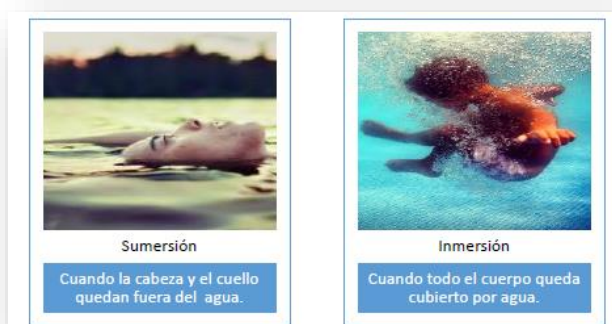 Sumersión
Cuando la cabeza y el cuello
quedan fuera del agua.
Inmersión
Cuando todo el cuerpo queda
cubierto por agua.